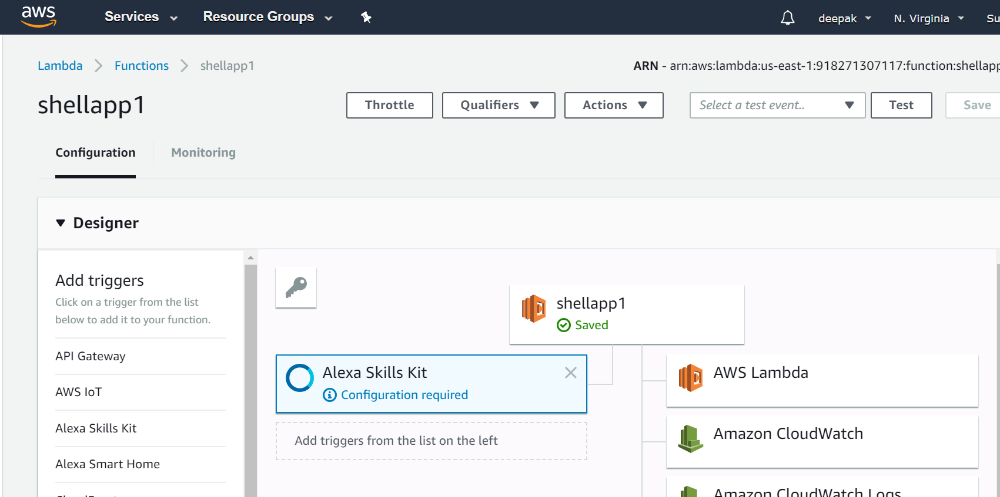 aws Services Resource Groups deepak N. Virginia Su
Lambda Functions shellapp1 ARN - arn:aws:lambda:us-east-1:918271307117:function:shellapp
shellapp1 Throttle Qualifiers Actions Select a test event.. Test Save
Configuration Monitoring
Designer
Add triggers
Click on a trigger from the list
below to add it to your function.
API Gateway
AWS IoT
Alexa Skills Kit
Alexa Smart Home
shellapp1
Saved
Alexa Skills Kit
Configuration required
Add triggers from the list on the left
AWS Lambda
Amazon CloudWatch
Amazon CloudWatch Logs